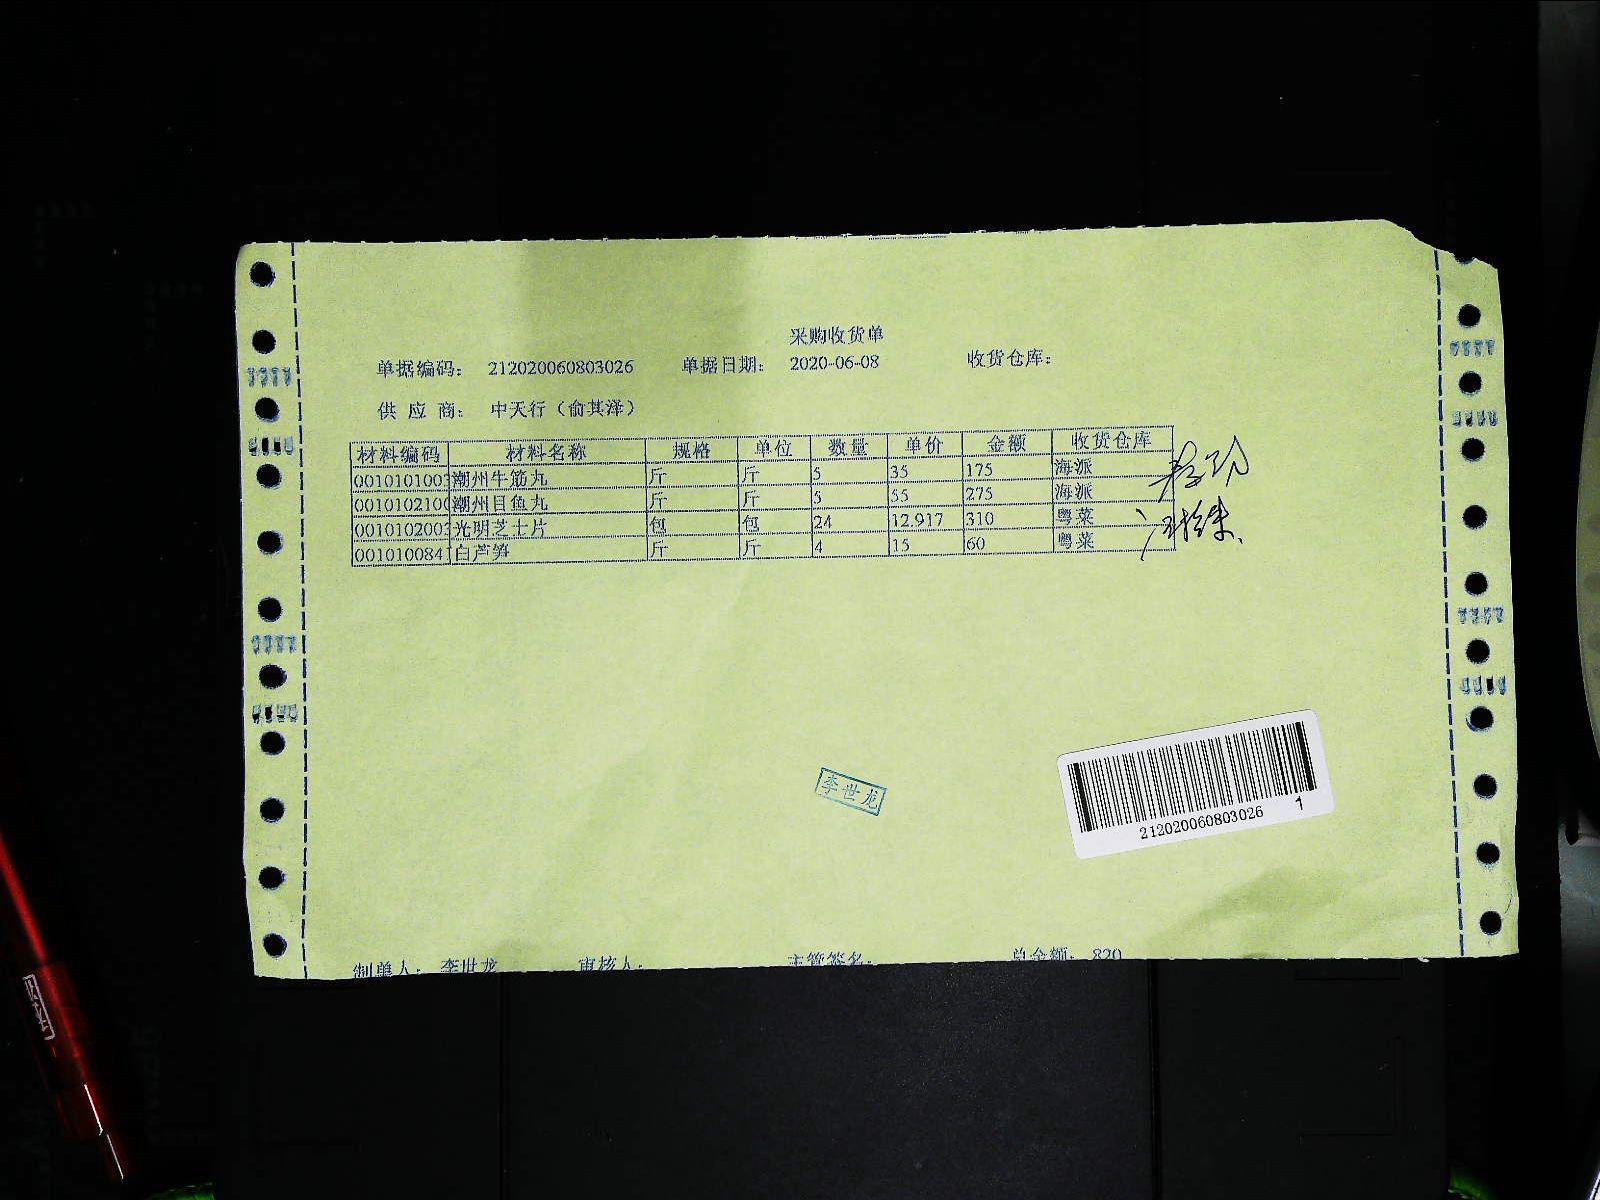 采购收货单
单据编码： 212020060803026 单据日期： 2020-06-08 收货仓库：
供 应 商： 中天行（俞其泽）
材料编码 材料名称 规格 单位 数量 单价 金额 收货仓库
0010101003 潮州牛筋丸 斤 斤 5 35 175 海派
0010102100 潮州目鱼丸 斤 斤 5 55 275 海派
0010102003 光明芝士片 包 包 24 12.917 310 粤菜
0010100841 白芦笋 斤 斤 4 15 60 粤菜
李世龙
212020060803026 1
制单人： 李世龙 审核人： 主管签名： 总金额： 820